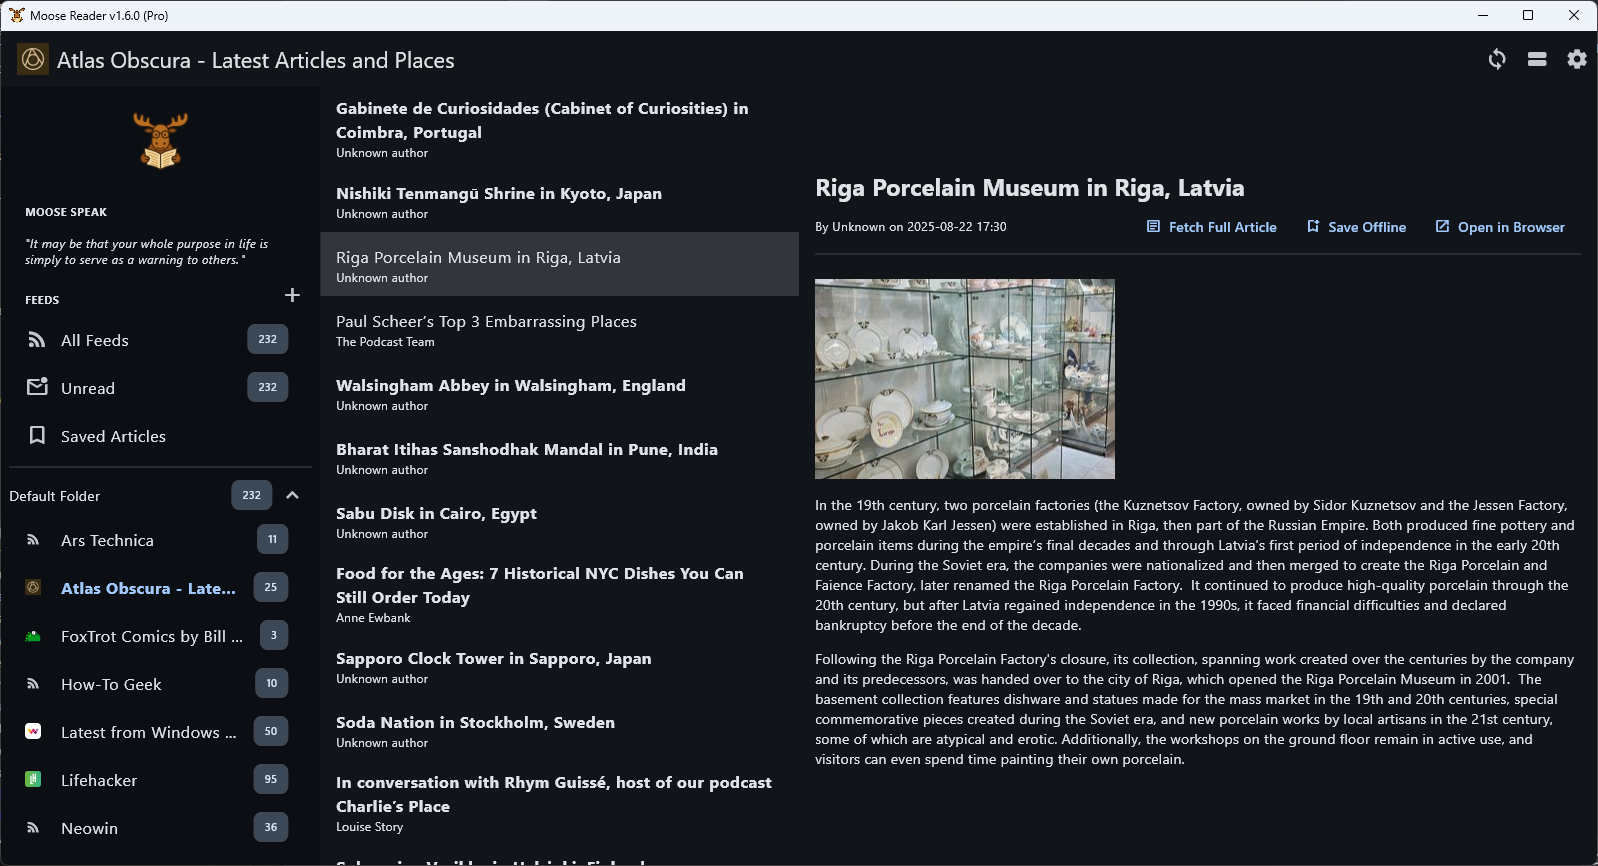 Moose Reader v1.6.0 (Pro)
Atlas Obscura - Latest Articles and Places
MOOSE SPEAK
"It may be that your whole purpose in life is
simply to serve as a warning to others."
FEEDS
All Feeds 232
Unread 232
Saved Articles
Default Folder 232
Ars Technica 11
Atlas Obscura - Late... 25
FoxTrot Comics by Bill ... 3
How-To Geek 10
Latest from Windows ... 50
Lifehacker 95
Neowin 36
Gabinete de Curiosidades (Cabinet of Curiosities) in
Coimbra, Portugal
Unknown author
Nishiki Tenmangū Shrine in Kyoto, Japan
Unknown author
Riga Porcelain Museum in Riga, Latvia
Unknown author
Paul Scheer’s Top 3 Embarrassing Places
The Podcast Team
Walsingham Abbey in Walsingham, England
Unknown author
Bharat Itihas Sanshodhak Mandal in Pune, India
Unknown author
Sabu Disk in Cairo, Egypt
Unknown author
Food for the Ages: 7 Historical NYC Dishes You Can
Still Order Today
Anne Ewbank
Sapporo Clock Tower in Sapporo, Japan
Unknown author
Soda Nation in Stockholm, Sweden
Unknown author
In conversation with Rhym Guissé, host of our podcast
Charlie’s Place
Louise Story
Riga Porcelain Museum in Riga, Latvia
By Unknown on 2025-08-22 17:30
Fetch Full Article
Save Offline
Open in Browser
In the 19th century, two porcelain factories (the Kuznetsov Factory, owned by Sidor Kuznetsov and the Jessen Factory,
owned by Jakob Karl Jessen) were established in Riga, then part of the Russian Empire. Both produced fine pottery and
porcelain items during the empire’s final decades and through Latvia’s first period of independence in the early 20th
century. During the Soviet era, the companies were nationalized and then merged to create the Riga Porcelain and
Faience Factory, later renamed the Riga Porcelain Factory.  It continued to produce high-quality porcelain through the
20th century, but after Latvia regained independence in the 1990s, it faced financial difficulties and declared
bankruptcy before the end of the decade.
Following the Riga Porcelain Factory's closure, its collection, spanning work created over the centuries by the company
and its predecessors, was handed over to the city of Riga, which opened the Riga Porcelain Museum in 2001.  The
basement collection features dishware and statues made for the mass market in the 19th and 20th centuries, special
commemorative pieces created during the Soviet era, and new porcelain works by local artisans in the 21st century,
some of which are atypical and erotic. Additionally, the workshops on the ground floor remain in active use, and
visitors can even spend time painting their own porcelain.